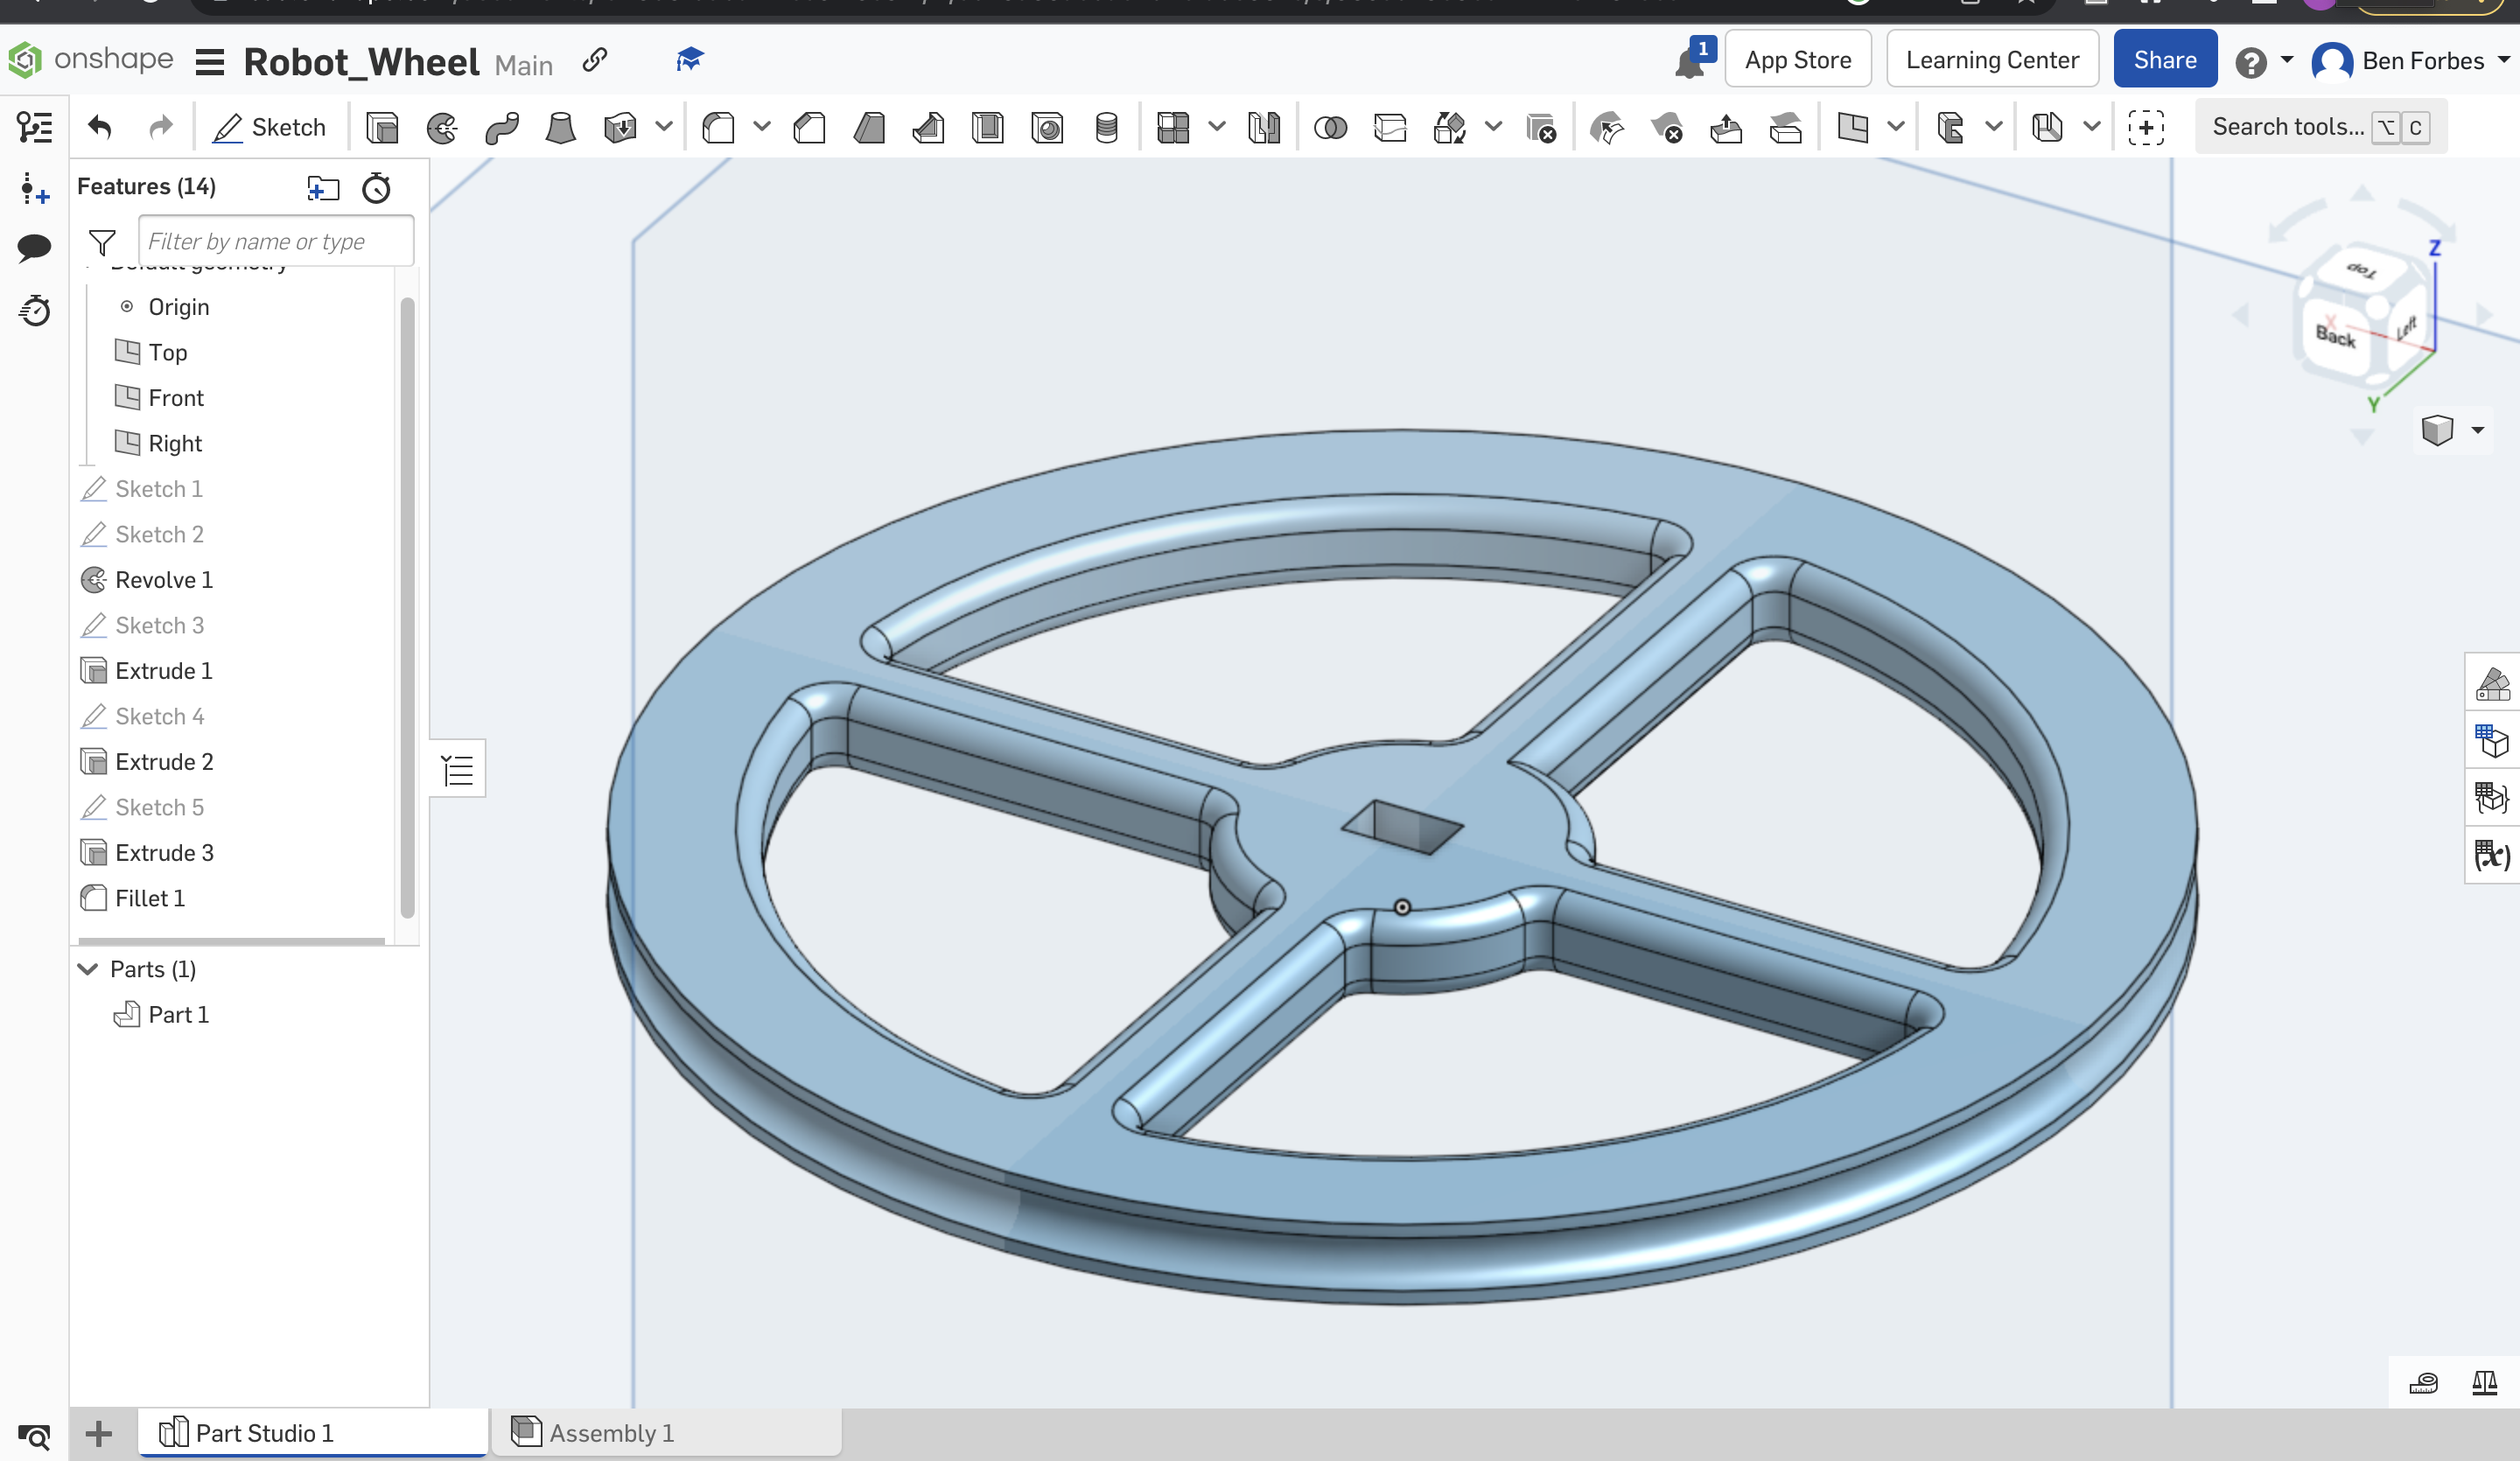 onshape
Robot_Wheel Main
1
App Store
Learning Center
Share
Ben Forbes
Sketch
Search tools... ⌥ C
Features (14)
Filter by name or type
Default geometry
Origin
Top
Front
Right
Sketch 1
Sketch 2
Revolve 1
Sketch 3
Extrude 1
Sketch 4
Extrude 2
Sketch 5
Extrude 3
Fillet 1
Parts (1)
Part 1
Z
Top
X
Back
Left
Y
(x)
Part Studio 1
Assembly 1